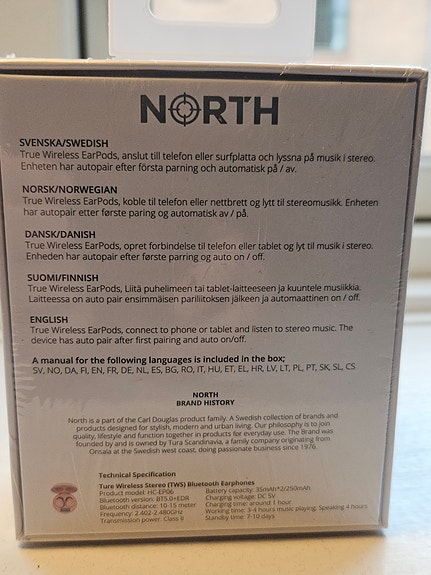 NORTH
SVENSKA/SWEDISH
True Wireless EarPods, anslut till telefon eller surfplatta och lyssna på musik i stereo.
Enheten har autopair efter första parning och automatisk på / av.
NORSK/NORWEGIAN
True Wireless EarPods, koble til telefon eller nettbrett og lytt til stereomusikk. Enheten
har autopair etter første paring og automatisk av / på.
DANSK/DANISH
True Wireless EarPods, opret forbindelse til telefon eller tablet og lyt til musik i stereo.
Enheden har autopair efter første parring og auto on / off.
SUOMI/FINNISH
True Wireless EarPods, Liitä puhelimeen tai tablet-laitteeseen ja kuuntele musiikkia.
Laitteessa on auto pair ensimmäisen pariliitoksen jälkeen ja automaattinen on / off.
ENGLISH
True Wireless EarPods, connect to phone or tablet and listen to stereo music. The
device has auto pair after first pairing and auto on/off.
A manual for the following languages is included in the box;
SV, NO, DA, FI, EN, FR, DE, NL, ES, BG, RO, IT, HU, ET, EL, HR, LV, LT, PL, PT, SK, SL, CS
NORTH
BRAND HISTORY
North is a part of the Carl Douglas product family. A Swedish collection of brands and
products designed for stylish, modern and urban living. Our philosophy is to join
quality, lifestyle and function together in products for everyday use. The Brand was
founded by and is owned by Tura Scandinavia, a family company originating from
Onsala at the Swedish west coast, doing passionate business since 1976.
Technical Specification
Ture Wireless Stereo (TWS) Bluetooth Earphones
Product model: HC-EP06
Bluetooth version: BT5.0+EDR
Bluetooth distance: 10-15 meter
Frequency: 2.402-2.480GHz
Transmission power: Class II
Battery capacity: 35mAh*2/250mAh
Charging voltage: DC 5V
Charging time: around 1 hour
Working time: 3-4 hours music playing, Speaking 4 hours
Standby time: 7-10 days